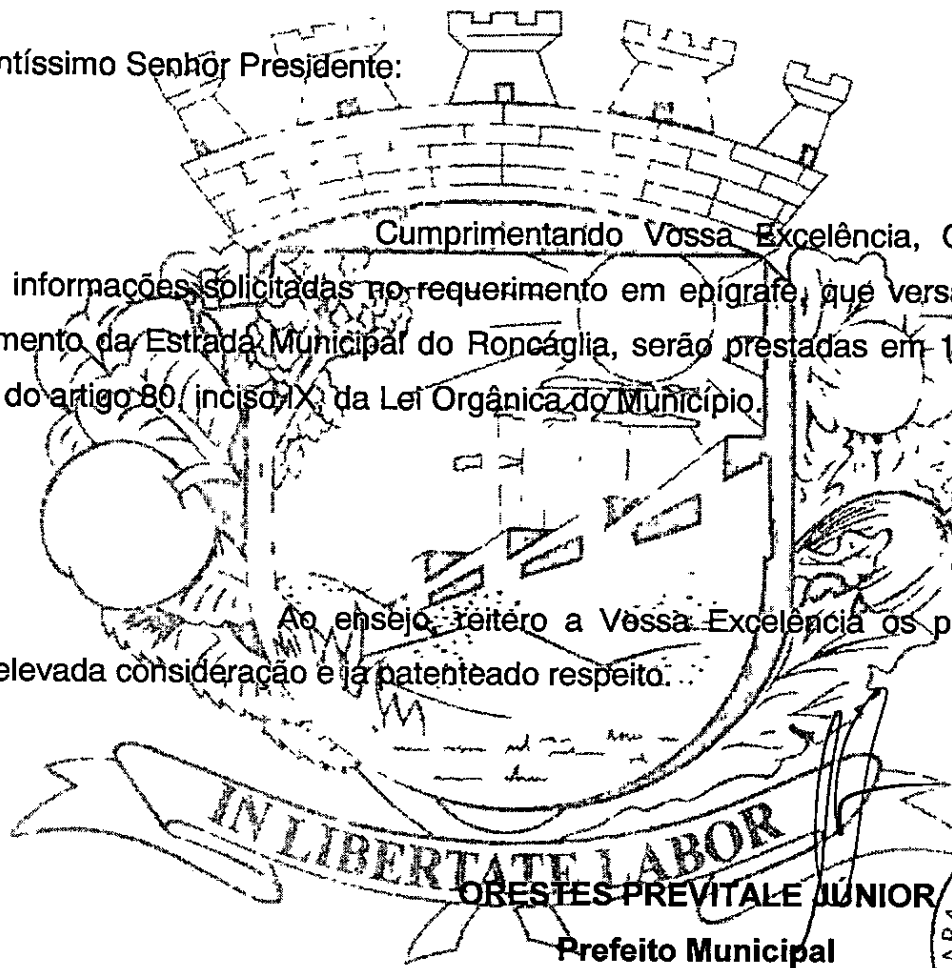 ntíssimo Senhor Presidente:
Cumprimentando Vossa Excelência, C
informações solicitadas no requerimento em epígrafe, que versa
mento da Estrada Municipal do Roncáglia, serão prestadas em 1
do artigo 80, inciso IX, da Lei Orgânica do Município.
Ao ensejo, reitero a Vossa Excelência os p
elevada consideração e já patenteado respeito.
IN LIBERTATE LABOR
ORESTES PREVITALE JÚNIOR
Prefeito Municipal